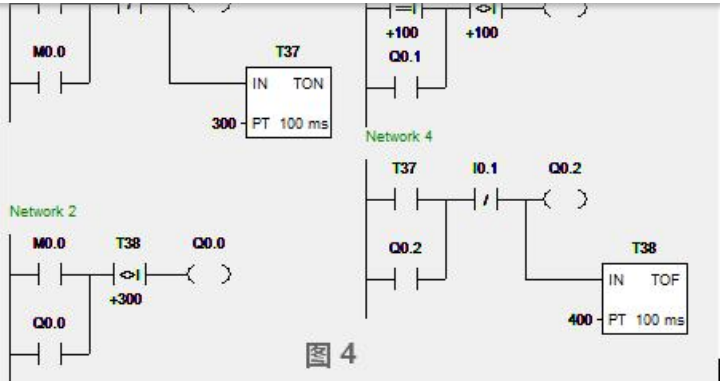 M0.0
T37
IN TON
300 PT 100 ms
Network 2
M0.0 T38 Q0.0
<>I
+300
Q0.0
==I <>I
+100 +100
Q0.1
Network 4
T37 I0.1 Q0.2
Q0.2
T38
IN TOF
400 PT 100 ms
图 4